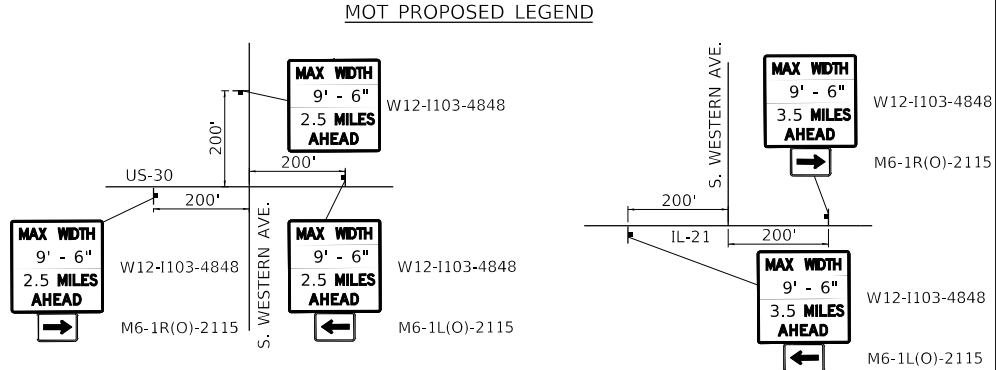 MOT PROPOSED LEGEND
MAX WIDTH
9' - 6"
2.5 MILES
AHEAD
W12-I103-4848
200'
200'
US-30
200'
S. WESTERN AVE.
MAX WIDTH
9' - 6"
2.5 MILES
AHEAD
W12-I103-4848
M6-1R(O)-2115
MAX WIDTH
9' - 6"
2.5 MILES
AHEAD
W12-I103-4848
M6-1L(O)-2115
S. WESTERN AVE.
MAX WIDTH
9' - 6"
3.5 MILES
AHEAD
W12-I103-4848
M6-1R(O)-2115
200'
IL-21
200'
MAX WIDTH
9' - 6"
3.5 MILES
AHEAD
W12-I103-4848
M6-1L(O)-2115